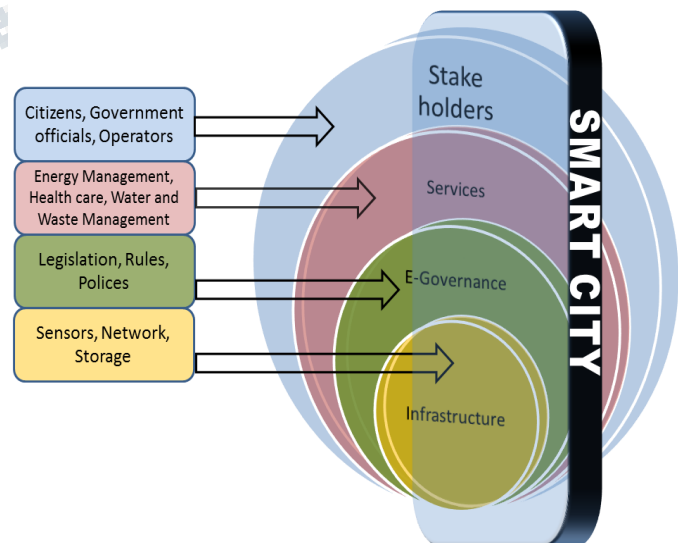 Citizens, Government
officials, Operators
Energy Management,
Health care, Water and
Waste Management
Legislation, Rules,
Polices
Sensors, Network,
Storage
Stake
holders
Services
E-Governance
Infrastructure
SMART CITY